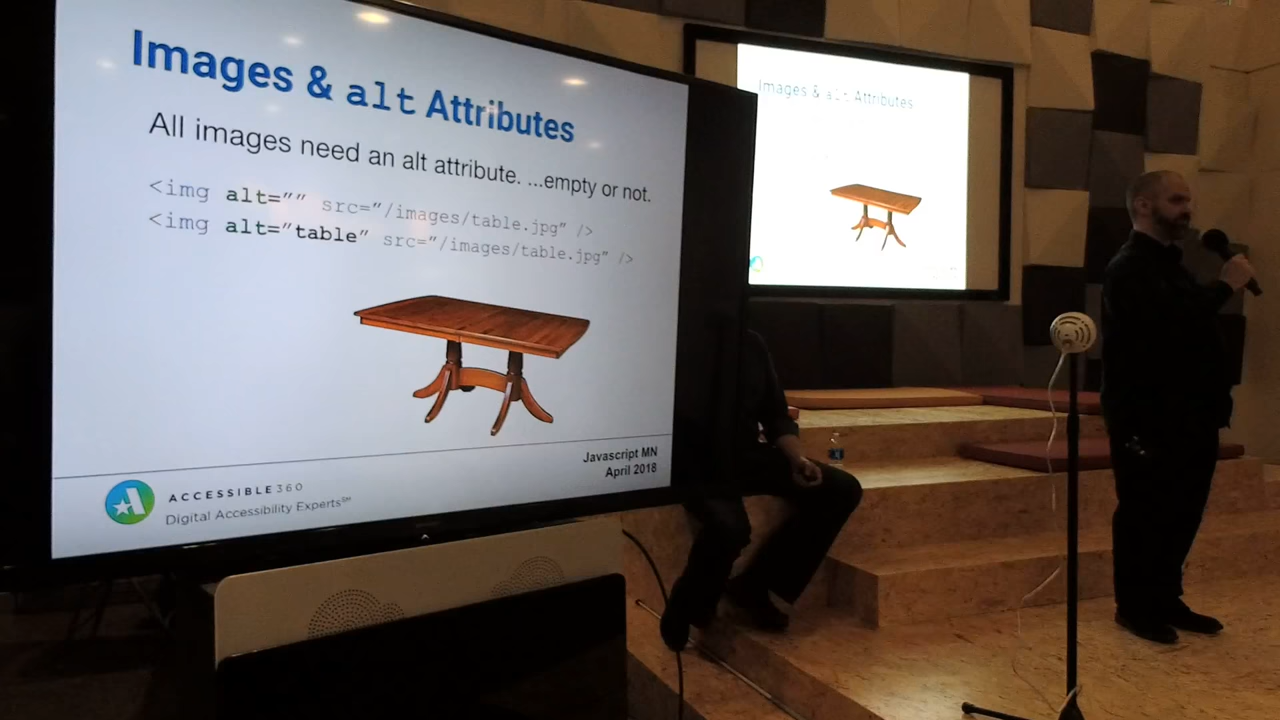 Images & alt Attributes
All images need an alt attribute. ...empty or not.
<img alt="" src="/images/table.jpg" />
<img alt="table" src="/images/table.jpg" />
Javascript MN
April 2018
ACCESSIBLE360
Digital Accessibility Experts℠
Images & alt Attributes